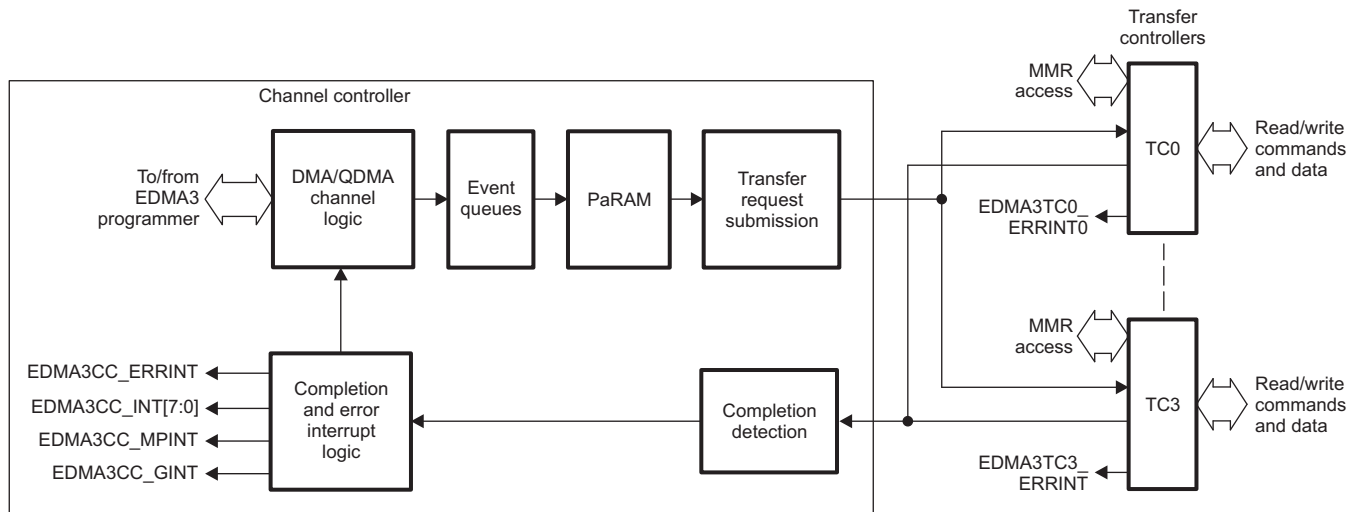 Transfer
controllers
MMR
access
Channel controller
TC0
Read/write
commands
and data
To/from
EDMA3
programmer
DMA/QDMA
channel
logic
Event
queues
PaRAM
Transfer
request
submission
EDMA3TC0_
ERRINT0
MMR
access
EDMA3CC_ERRINT
EDMA3CC_INT[7:0]
EDMA3CC_MPINT
EDMA3CC_GINT
Completion
and error
interrupt
logic
Completion
detection
TC3
Read/write
commands
and data
EDMA3TC3_
ERRINT